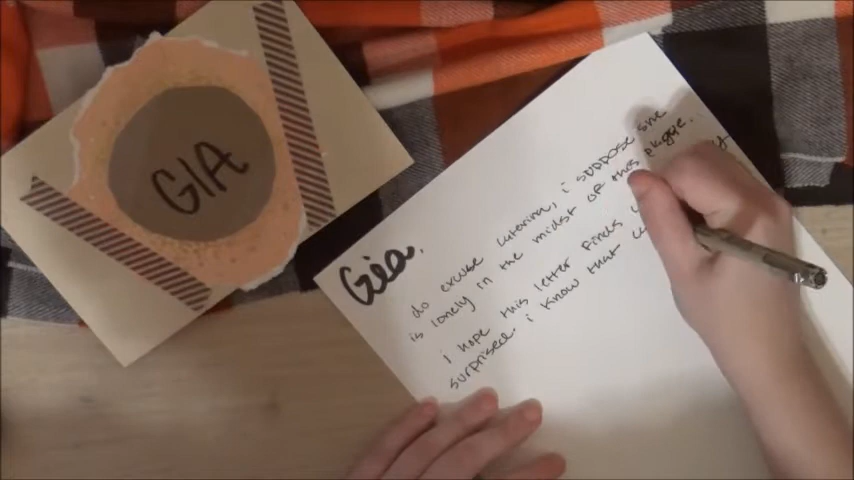 GIA
Gia,
do excuse caterina, i suppose she
is lonely in the midst of this plague.
i hope this letter finds
surprised. i know that